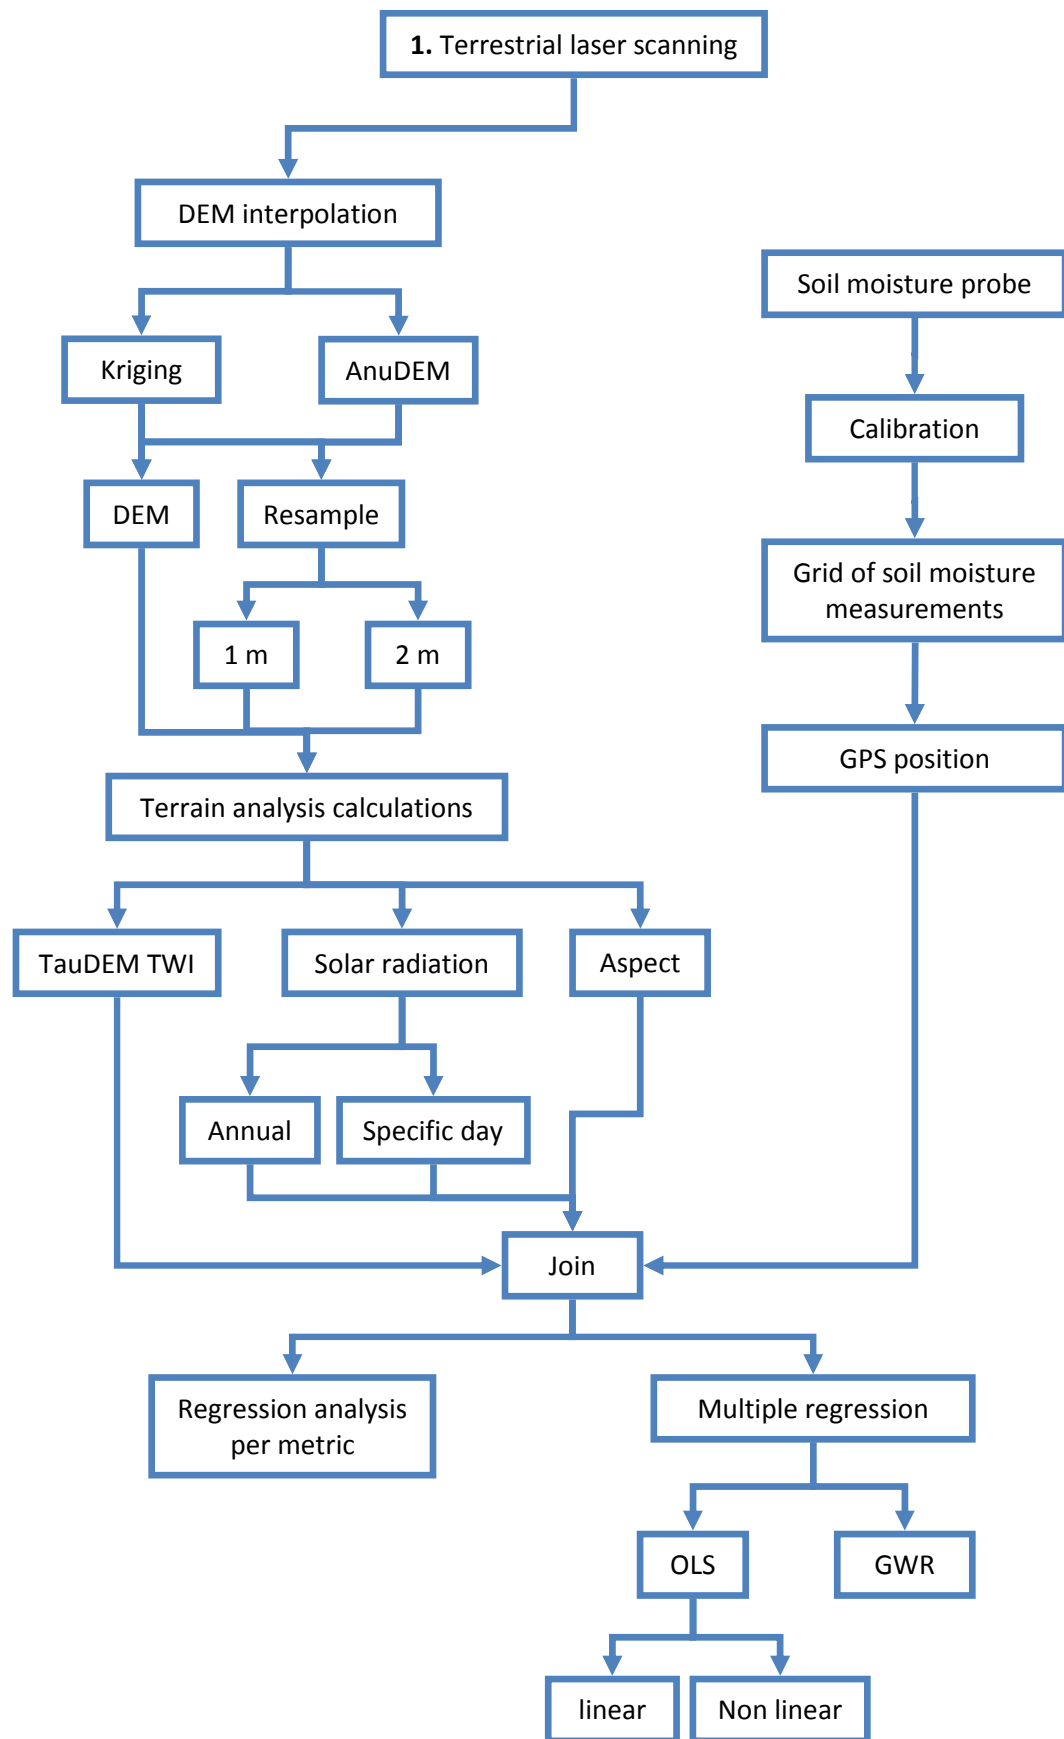 1. Terrestrial laser scanning
DEM interpolation
Soil moisture probe
Kriging
AnuDEM
Calibration
DEM
Resample
Grid of soil moisture
measurements
1 m
2 m
GPS position
Terrain analysis calculations
TauDEM TWI
Solar radiation
Aspect
Annual
Specific day
Join
Regression analysis
per metric
Multiple regression
OLS
GWR
linear
Non linear